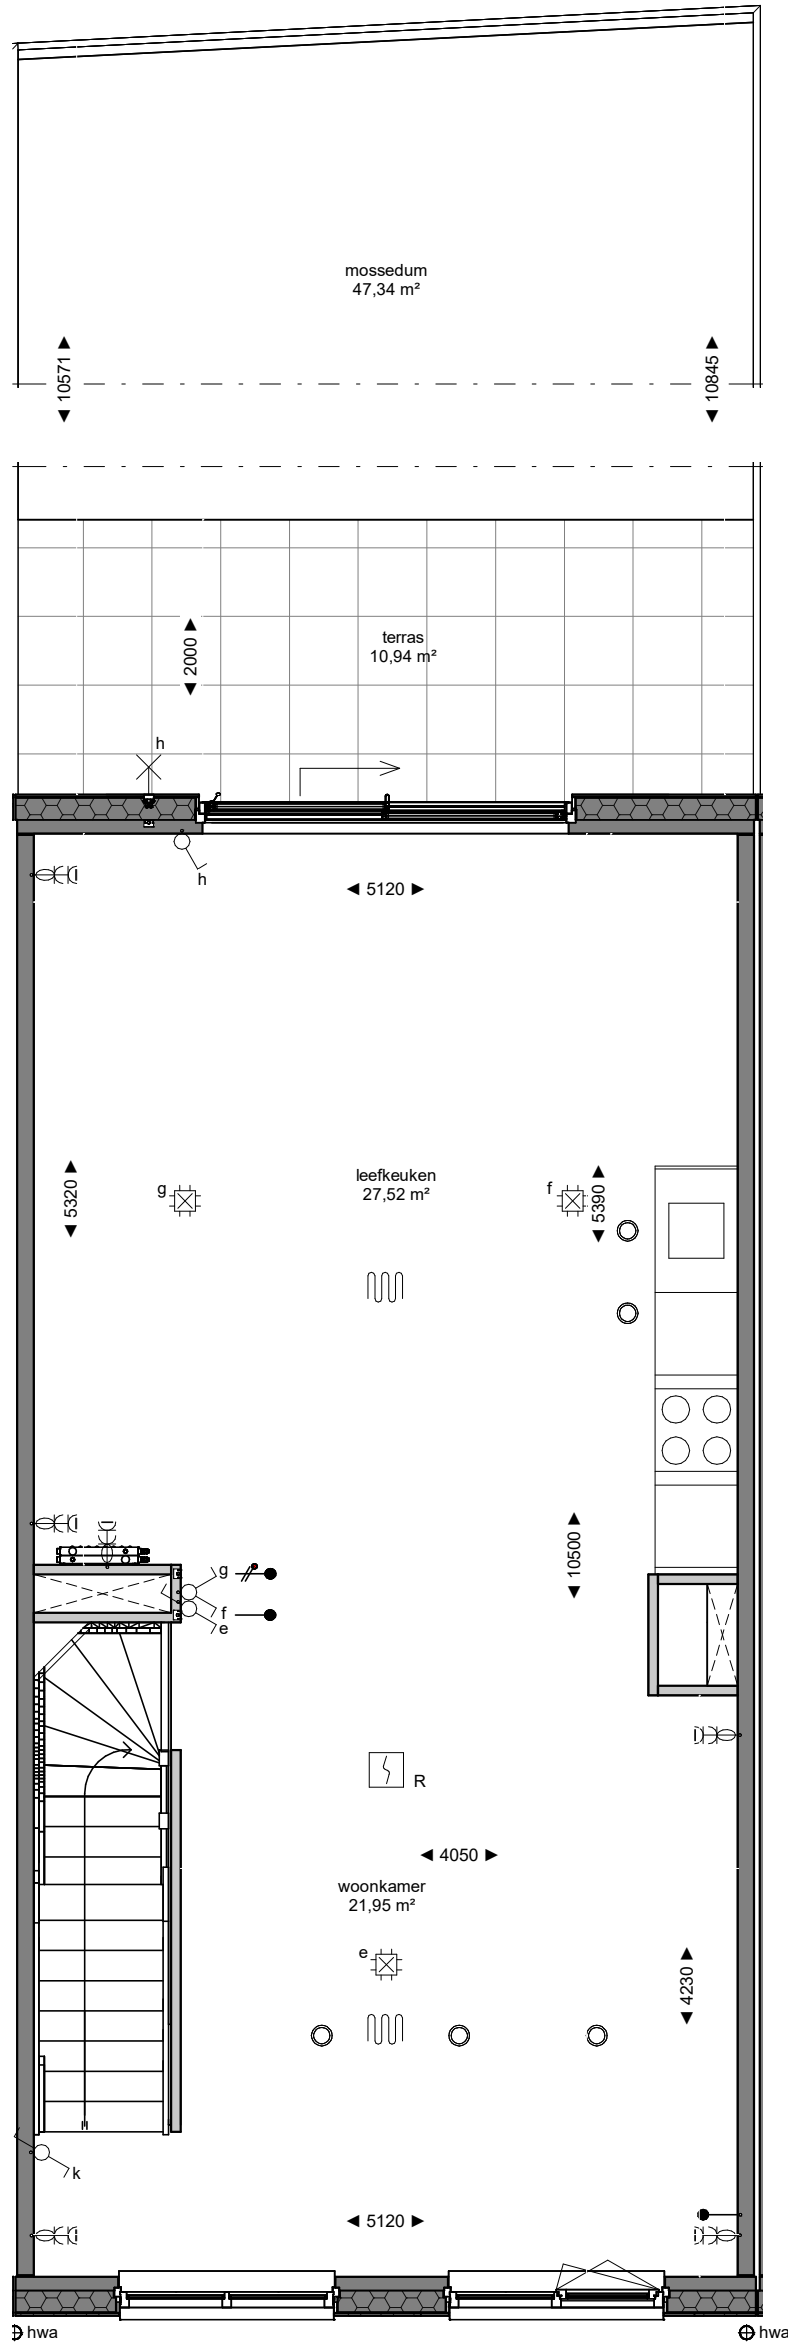 mossedum
47,34 m²
10571
10845
terras
10,94 m²
2000
h
h
5120
leefkeuken
27,52 m²
5320
g
f
5390
10500
g
f
e
R
4050
woonkamer
21,95 m²
e
4230
k
5120
hwa
hwa